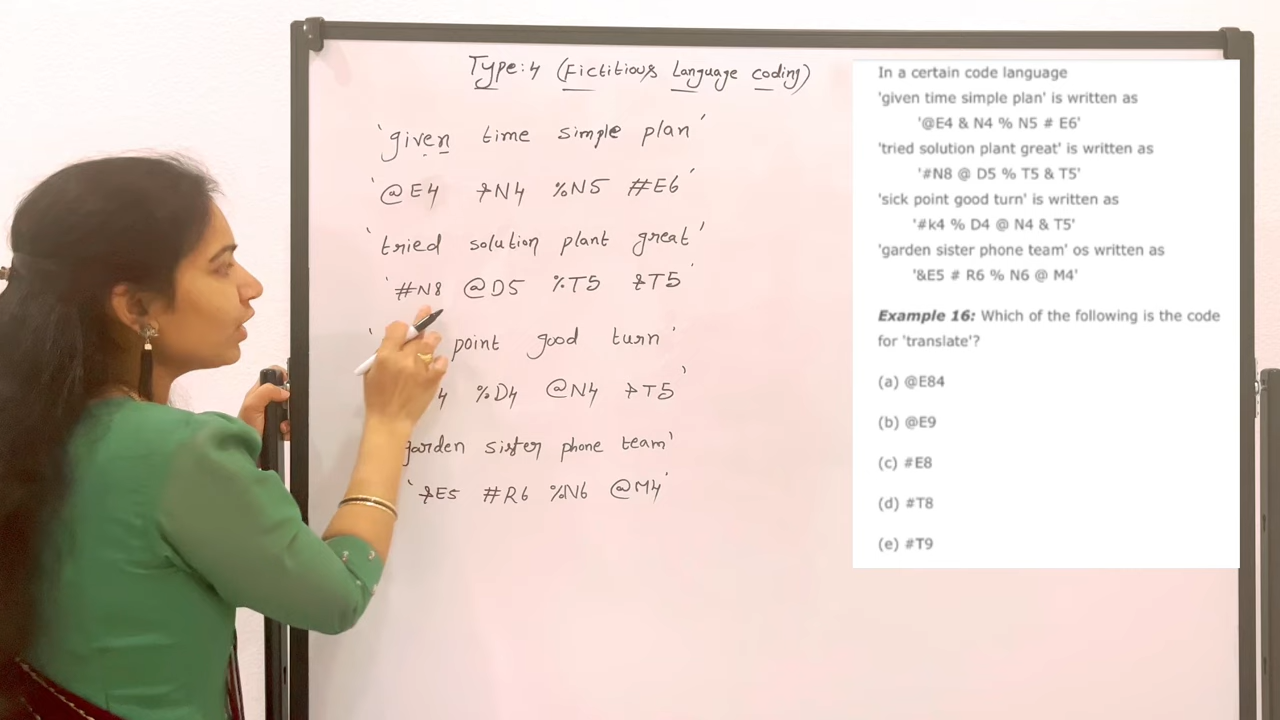 Type:4 (Fictitious Language coding)
'given time simple plan'
'@E4 &N4 %N5 #E6'
'tried solution plant great'
'#N8 @D5 %T5 &T5'
' point good turn'
4 %D4 @N4 &T5'
garden sister phone team'
'&E5 #R6 %N6 @M4'
In a certain code language
'given time simple plan' is written as
'@E4 & N4 % N5 # E6'
'tried solution plant great' is written as
'#N8 @ D5 % T5 & T5'
'sick point good turn' is written as
'#k4 % D4 @ N4 & T5'
'garden sister phone team' os written as
'&E5 # R6 % N6 @ M4'
Example 16: Which of the following is the code
for 'translate'?
(a) @E84
(b) @E9
(c) #E8
(d) #T8
(e) #T9